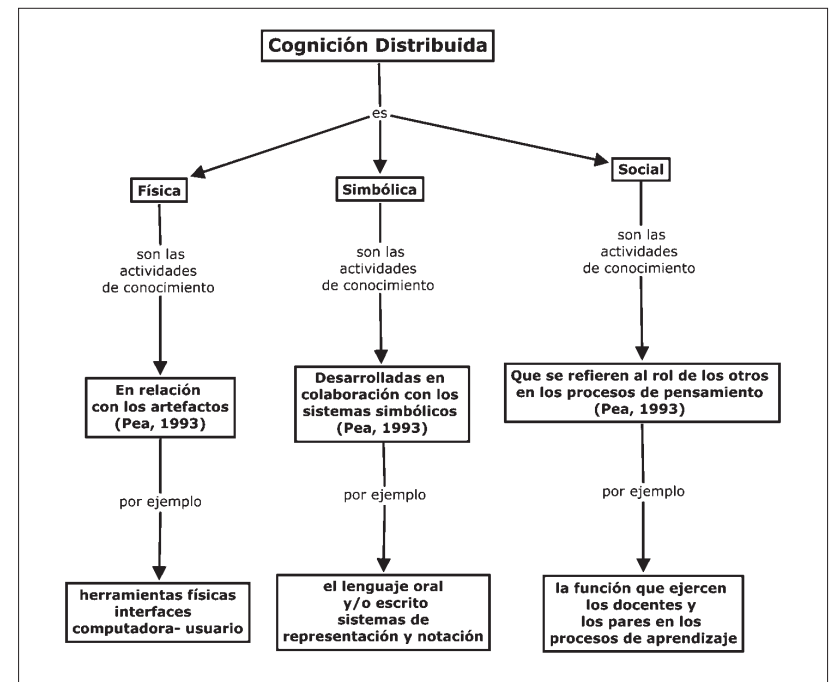 Cognición Distribuida
es
Física
Simbólica
Social
son las
actividades
de conocimiento
son las
actividades
de conocimiento
son las
actividades
de conocimiento
En relación
con los artefactos
(Pea, 1993)
Desarrolladas en
colaboración con los
sistemas simbólicos
(Pea, 1993)
Que se refieren al rol de los otros
en los procesos de pensamiento
(Pea, 1993)
por ejemplo
por ejemplo
por ejemplo
herramientas físicas
interfaces
computadora- usuario
el lenguaje oral
y/o escrito
sistemas de
representación y notación
la función que ejercen
los docentes y
los pares en los
procesos de aprendizaje